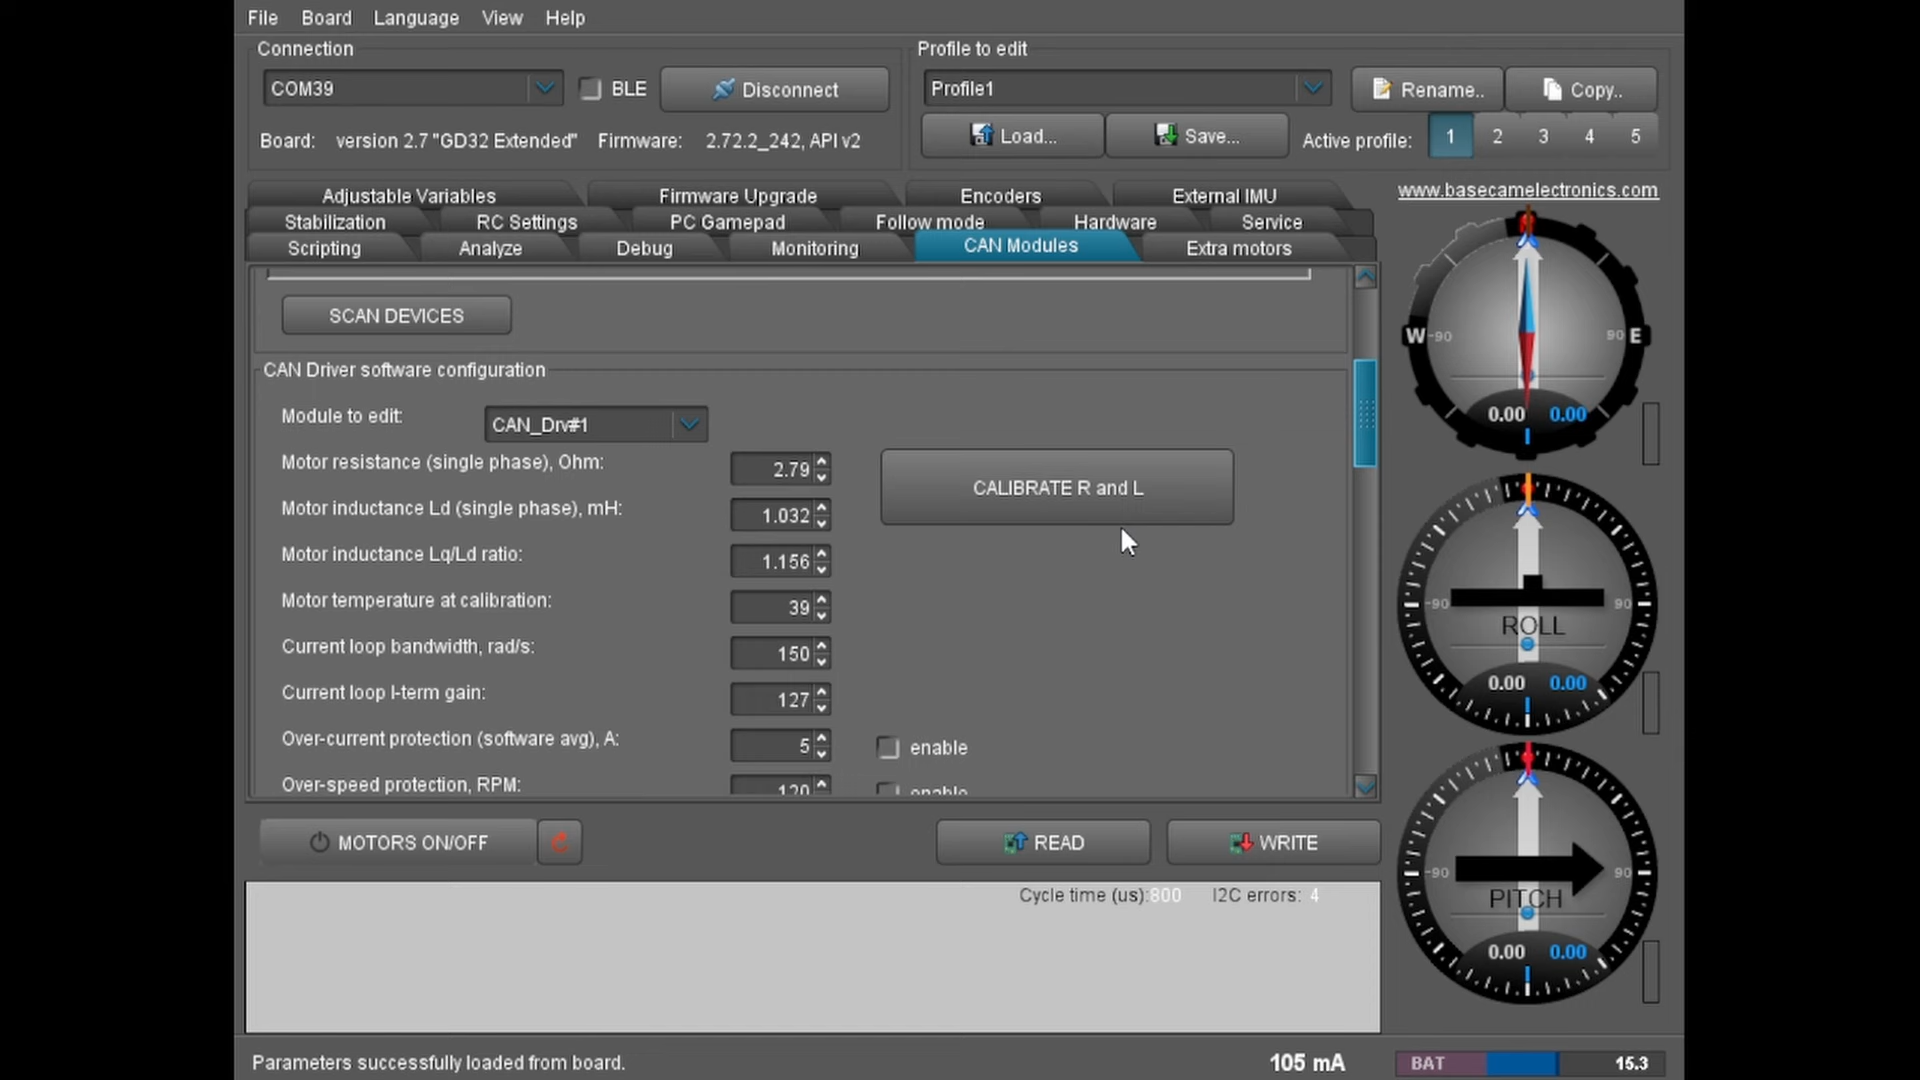 File Board Language View Help
Connection
COM39 BLE Disconnect
Board: version 2.7 "GD32 Extended" Firmware: 2.72.2_242, API v2
Profile to edit
Profile1 Rename.. Copy..
Load... Save... Active profile: 1 2 3 4 5
Adjustable Variables Firmware Upgrade Encoders External IMU
Stabilization RC Settings PC Gamepad Follow mode Hardware Service
Scripting Analyze Debug Monitoring CAN Modules Extra motors
www.basecamelectronics.com
SCAN DEVICES
CAN Driver software configuration
Module to edit: CAN_Drv#1
Motor resistance (single phase), Ohm: 2.79
CALIBRATE R and L
Motor inductance Ld (single phase), mH: 1.032
Motor inductance Lq/Ld ratio: 1.156
Motor temperature at calibration: 39
Current loop bandwidth, rad/s: 150
Current loop I-term gain: 127
Over-current protection (software avg), A: 5 enable
Over-speed protection, RPM: 120 enable
W -90 90 E
0.00 0.00
-90 90
ROLL
0.00 0.00
-90 90
PITCH
0.00 0.00
MOTORS ON/OFF READ WRITE
Cycle time (us):800 I2C errors: 4
Parameters successfully loaded from board. 105 mA BAT 15.3